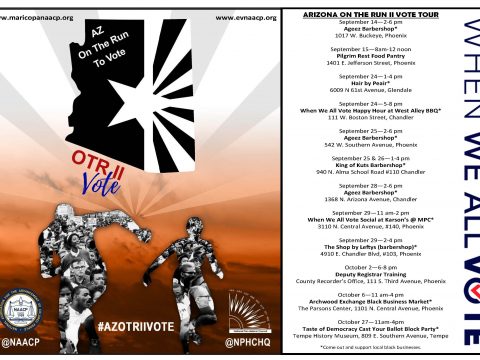 www.maricopanaacp.org
www.evnaacp.org
AZ
On The Run
To Vote
OTR II
Vote
NAACP
@NAACP
#AZOTRIIVOTE
@NPHCHQ
ARIZONA ON THE RUN II VOTE TOUR
September 14—2-6 pm
Ageez Barbershop*
1017 W. Buckeye, Phoenix
September 15—8am-12 noon
Pilgrim Rest Food Pantry
1401 E. Jefferson Street, Phoenix
September 24—1-4 pm
Hair by Peair*
6009 N 61st Avenue, Glendale
September 24—5-8 pm
When We All Vote Happy Hour at West Alley BBQ*
111 W. Boston Street, Chandler
September 25—2-6 pm
Ageez Barbershop*
542 W. Southern Avenue, Phoenix
September 25 & 26—1-4 pm
King of Kuts Barbershop*
940 N. Alma School Road #110 Chandler
September 28—2-6 pm
Ageez Barbershop*
1368 N. Arizona Avenue, Chandler
September 29—11 am-2 pm
When We All Vote Social at Karson's @ MPC*
3110 N. Central Avenue, #140, Phoenix
September 29—2-4 pm
The Shop by Leftys (barbershop)*
4910 E. Chandler Blvd, #103, Phoenix
October 2—6-8 pm
Deputy Registrar Training
County Recorder's Office, 111 S. Third Avenue, Phoenix
October 6—11 am-4 pm
Archwood Exchange Black Business Market*
The Parsons Center, 1101 N. Central Avenue, Phoenix
October 27—11am-4pm
Taste of Democracy Cast Your Ballot Block Party*
Tempe History Museum, 809 E. Southern Avenue, Tempe
*Come out and support local black businesses.
WHEN WE ALL VOTE